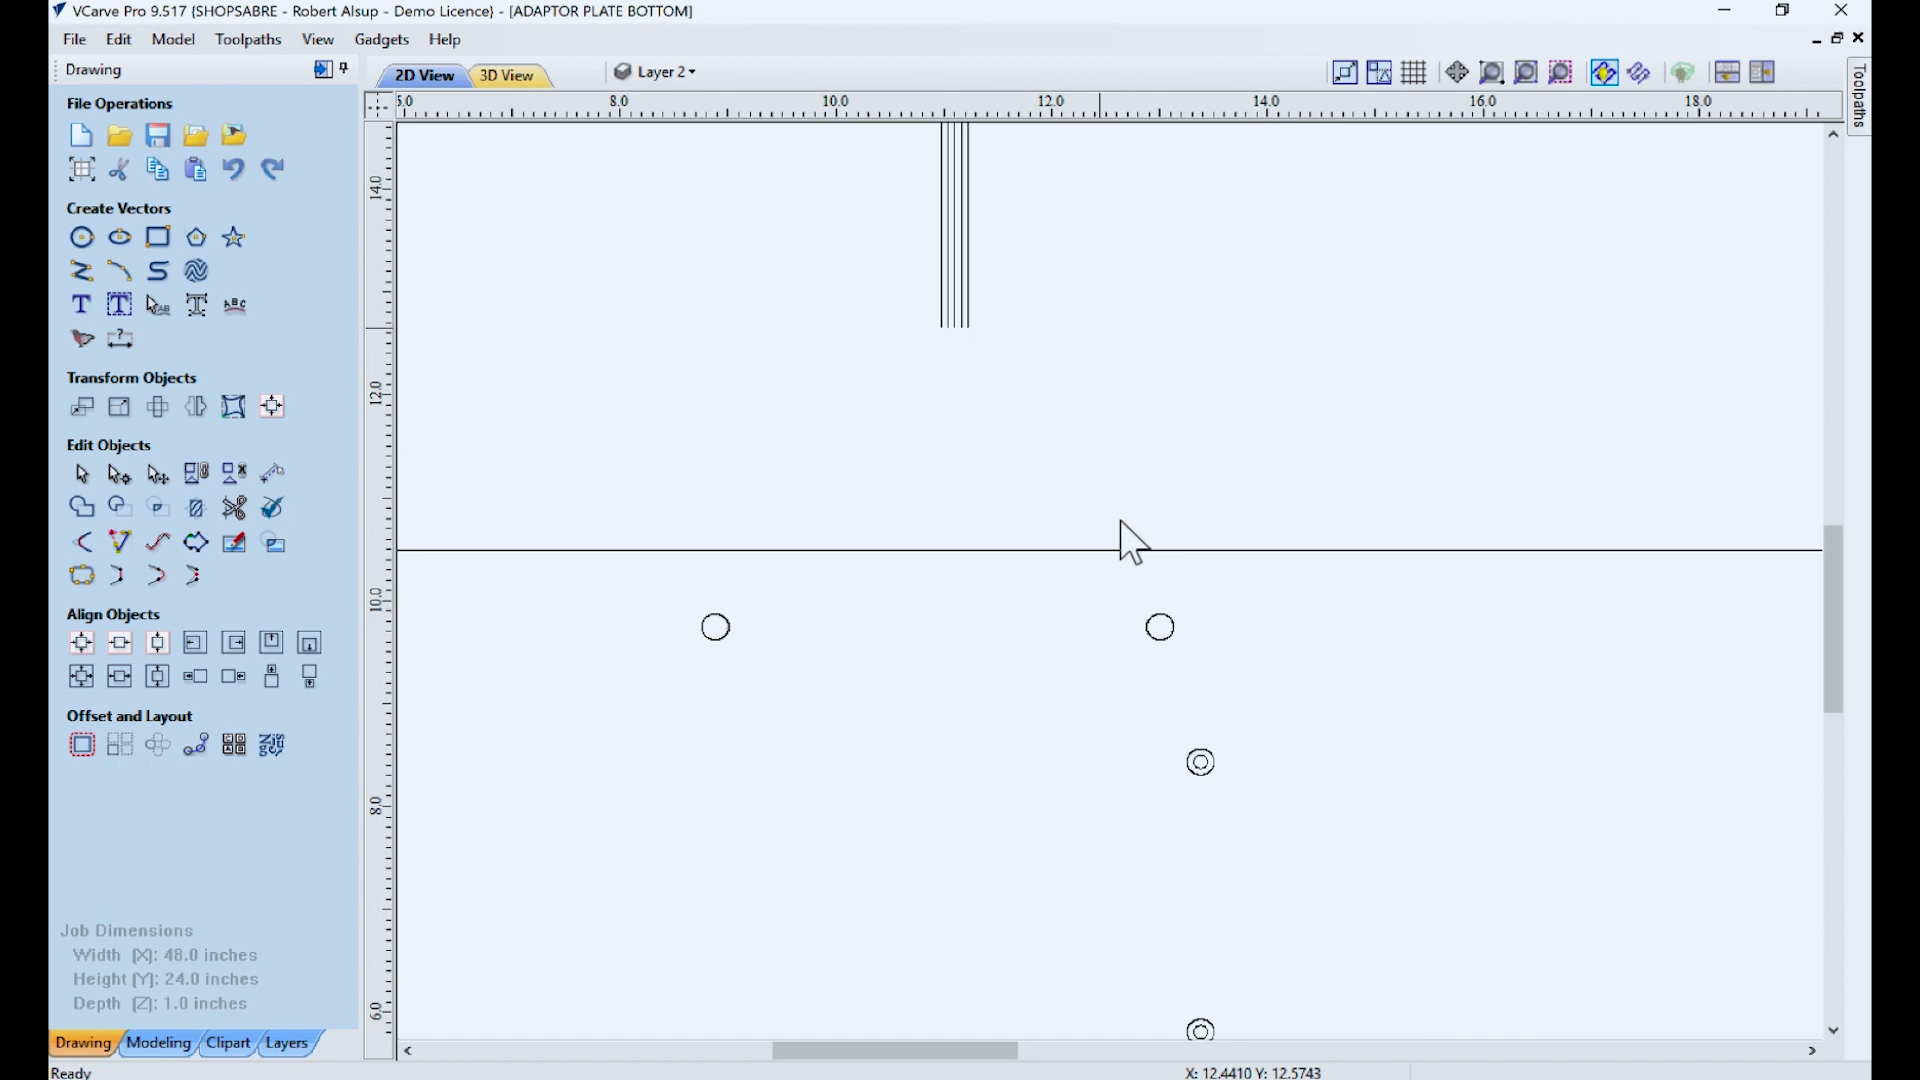 VCarve Pro 9.517 {SHOPSABRE - Robert Alsup - Demo Licence} - [ADAPTOR PLATE BOTTOM]
File Edit Model Toolpaths View Gadgets Help
Drawing
2D View 3D View Layer 2
Toolpaths
File Operations
5.0 8.0 10.0 12.0 14.0 16.0 18.0
14.0
12.0
10.0
8.0
6.0
Create Vectors
Transform Objects
Edit Objects
Align Objects
Offset and Layout
Job Dimensions
Width (X): 48.0 inches
Height (Y): 24.0 inches
Depth (Z): 1.0 inches
Drawing Modeling Clipart Layers
Ready
X: 12.4410 Y: 12.5743